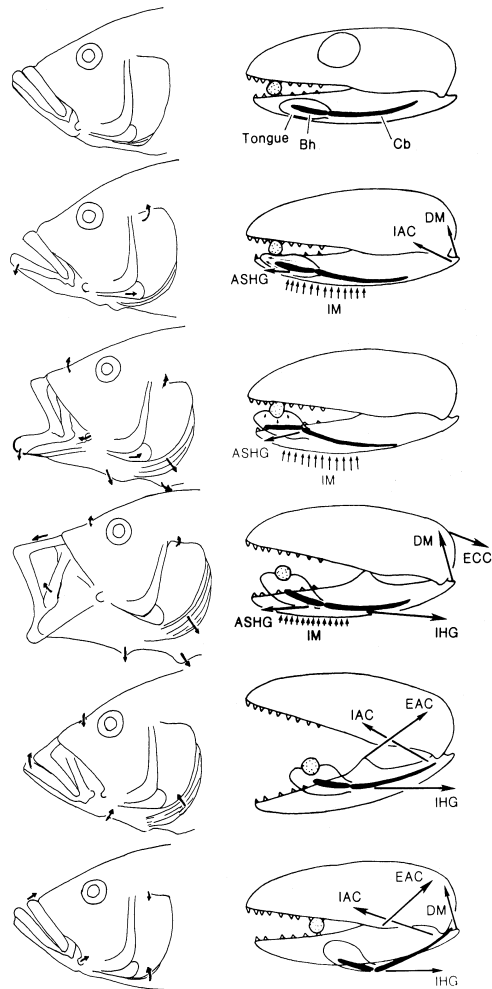 Tongue Bh Cb
DM
IAC
ASHG
IM
ASHG
IM
DM
ECC
ASHG IM IHG
EAC
IAC
IHG
EAC
IAC
DM
IHG